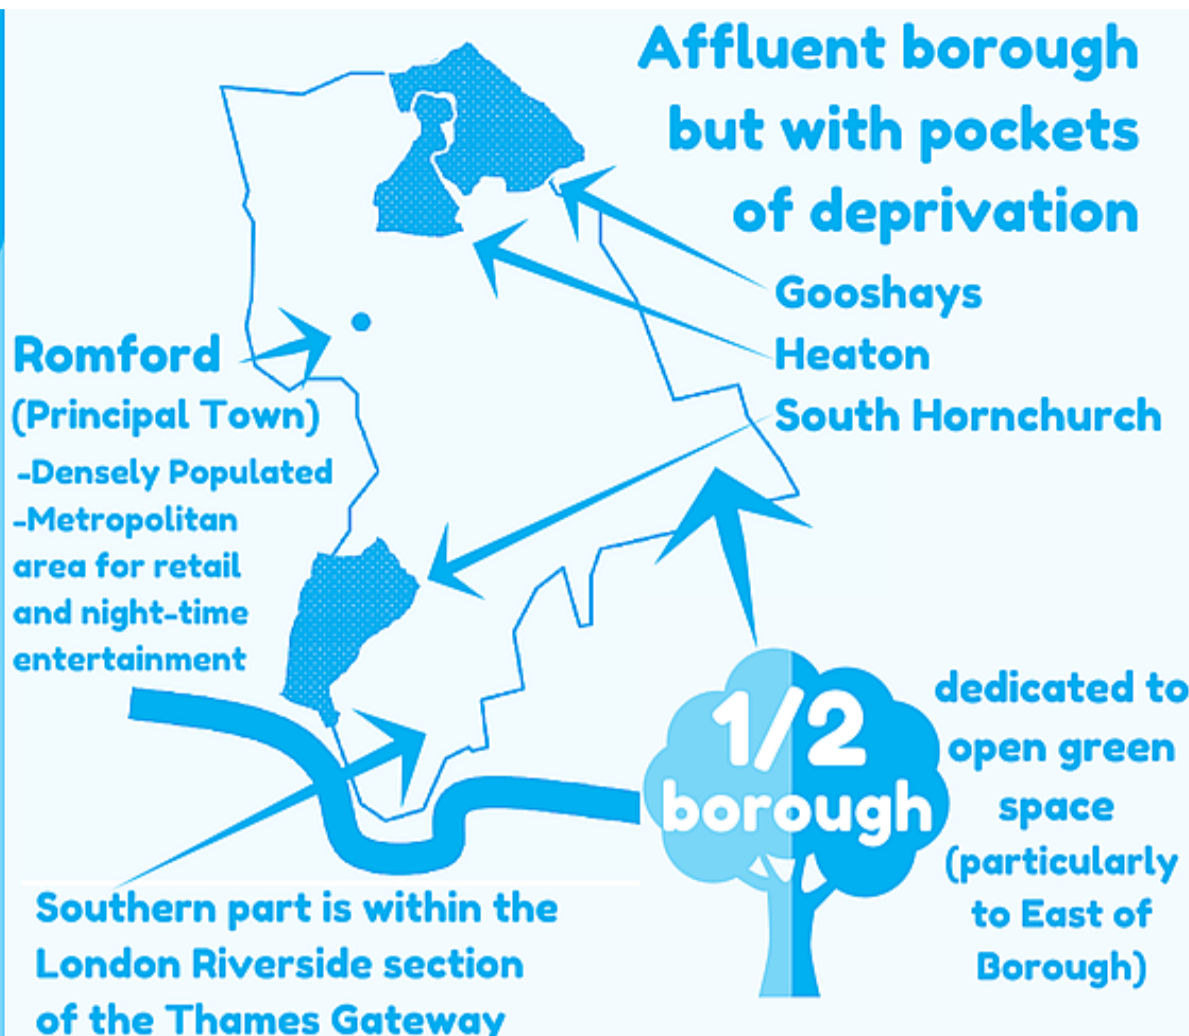 Affluent borough
but with pockets
of deprivation
Gooshays
Heaton
South Hornchurch
Romford
(Principal Town)
-Densely Populated
-Metropolitan
area for retail
and night-time
entertainment
1/2
borough
dedicated to
open green
space
(particularly
to East of
Borough)
Southern part is within the
London Riverside section
of the Thames Gateway